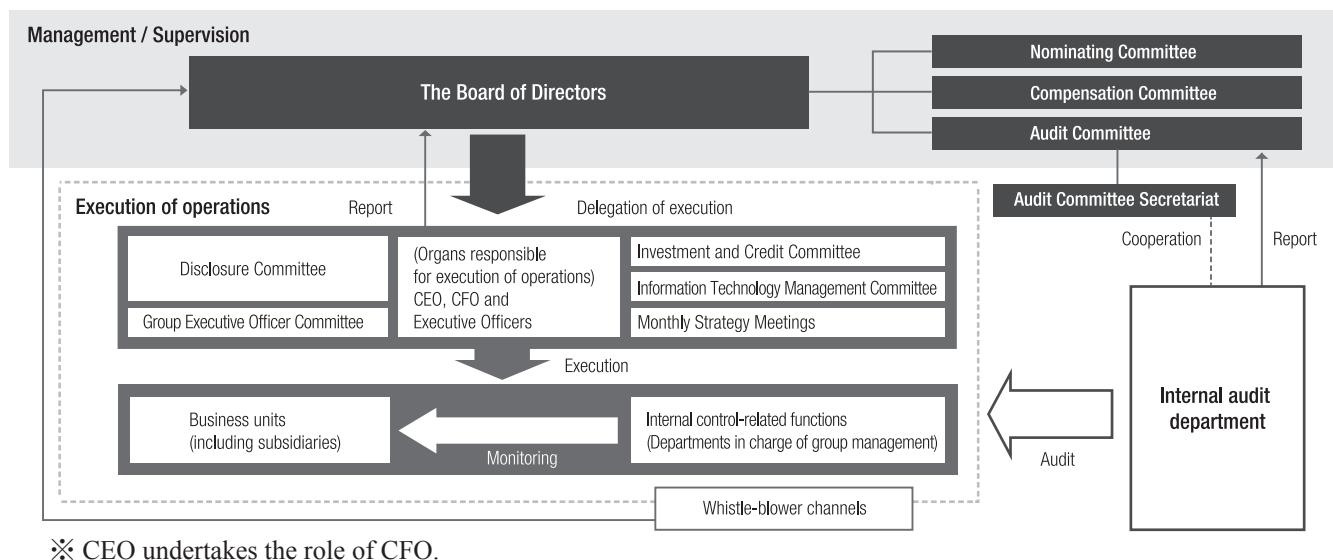 Management / Supervision
The Board of Directors
Nominating Committee
Compensation Committee
Audit Committee
Audit Committee Secretariat
Cooperation
Report
Execution of operations
Report
Delegation of execution
Disclosure Committee
Group Executive Officer Committee
(Organs responsible
for execution of operations)
CEO, CFO and
Executive Officers
Investment and Credit Committee
Information Technology Management Committee
Monthly Strategy Meetings
Execution
Business units
(including subsidiaries)
Monitoring
Internal control-related functions
(Departments in charge of group management)
Audit
Internal audit
department
Whistle-blower channels
※ CEO undertakes the role of CFO.